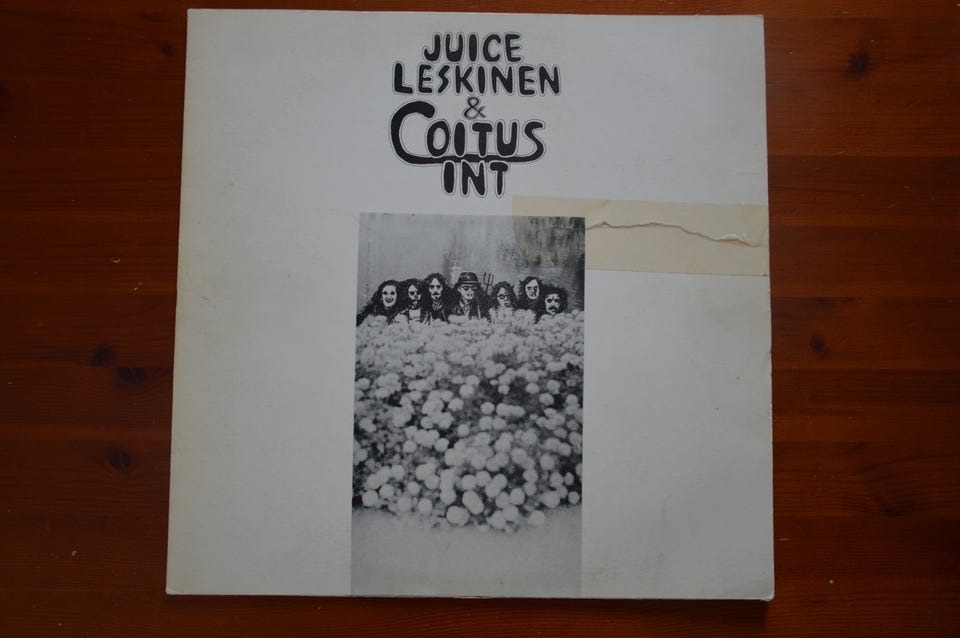 JUICE
LESKINEN
&
COITUS
INT